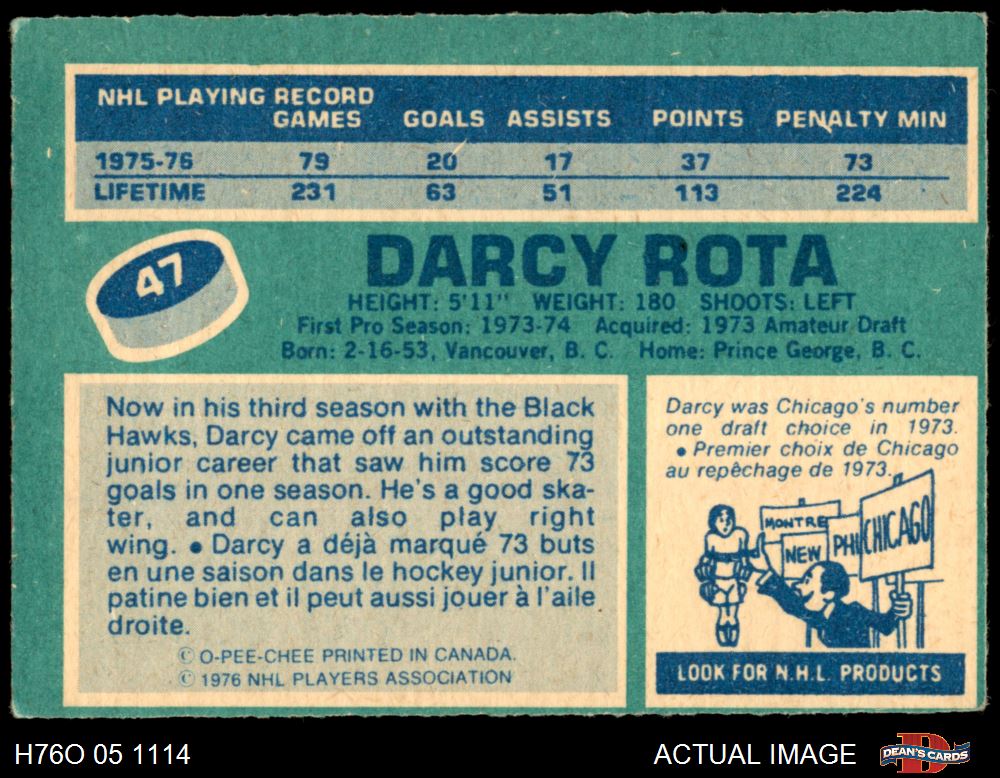 NHL PLAYING RECORD
GAMES GOALS ASSISTS POINTS PENALTY MIN
1975-76 79 20 17 37 73
LIFETIME 231 63 51 113 224
47
DARCY ROTA
HEIGHT: 5'11" WEIGHT: 180 SHOOTS: LEFT
First Pro Season: 1973-74 Acquired: 1973 Amateur Draft
Born: 2-16-53, Vancouver, B. C. Home: Prince George, B. C.
Now in his third season with the Black
Hawks, Darcy came off an outstanding
junior career that saw him score 73
goals in one season. He's a good ska-
ter, and can also play right
wing. • Darcy a déjà marqué 73 buts
en une saison dans le hockey junior. Il
patine bien et il peut aussi jouer à l'aile
droite.
© O-PEE-CHEE PRINTED IN CANADA.
© 1976 NHL PLAYERS ASSOCIATION
Darcy was Chicago's number
one draft choice in 1973.
• Premier choix de Chicago
au repêchage de 1973.
MONTRE
NEW
PHI
CHICAGO
LOOK FOR N.H.L. PRODUCTS
H76O 05 1114
ACTUAL IMAGE
DEAN'S CARDS